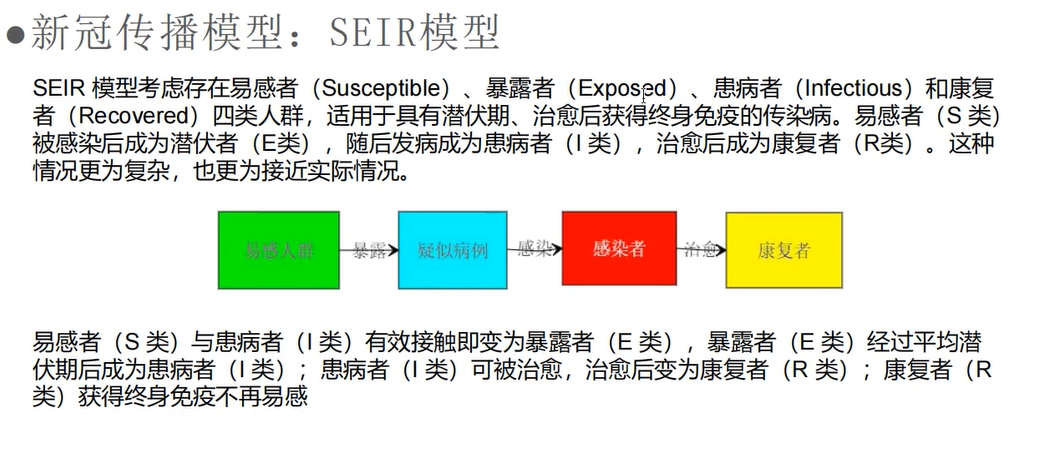 ●新冠传播模型：SEIR模型
SEIR 模型考虑存在易感者（Susceptible）、暴露者（Exposed）、患病者（Infectious）和康复
者（Recovered）四类人群，适用于具有潜伏期、治愈后获得终身免疫的传染病。易感者（S 类）
被感染后成为潜伏者（E类），随后发病成为患病者（I 类），治愈后成为康复者（R类）。这种
情况更为复杂，也更为接近实际情况。
易感人群 暴露 疑似病例 感染 感染者 治愈 康复者
易感者（S 类）与患病者（I 类）有效接触即变为暴露者（E 类），暴露者（E 类）经过平均潜
伏期后成为患病者（I 类）；患病者（I 类）可被治愈，治愈后变为康复者（R 类）；康复者（R
类）获得终身免疫不再易感